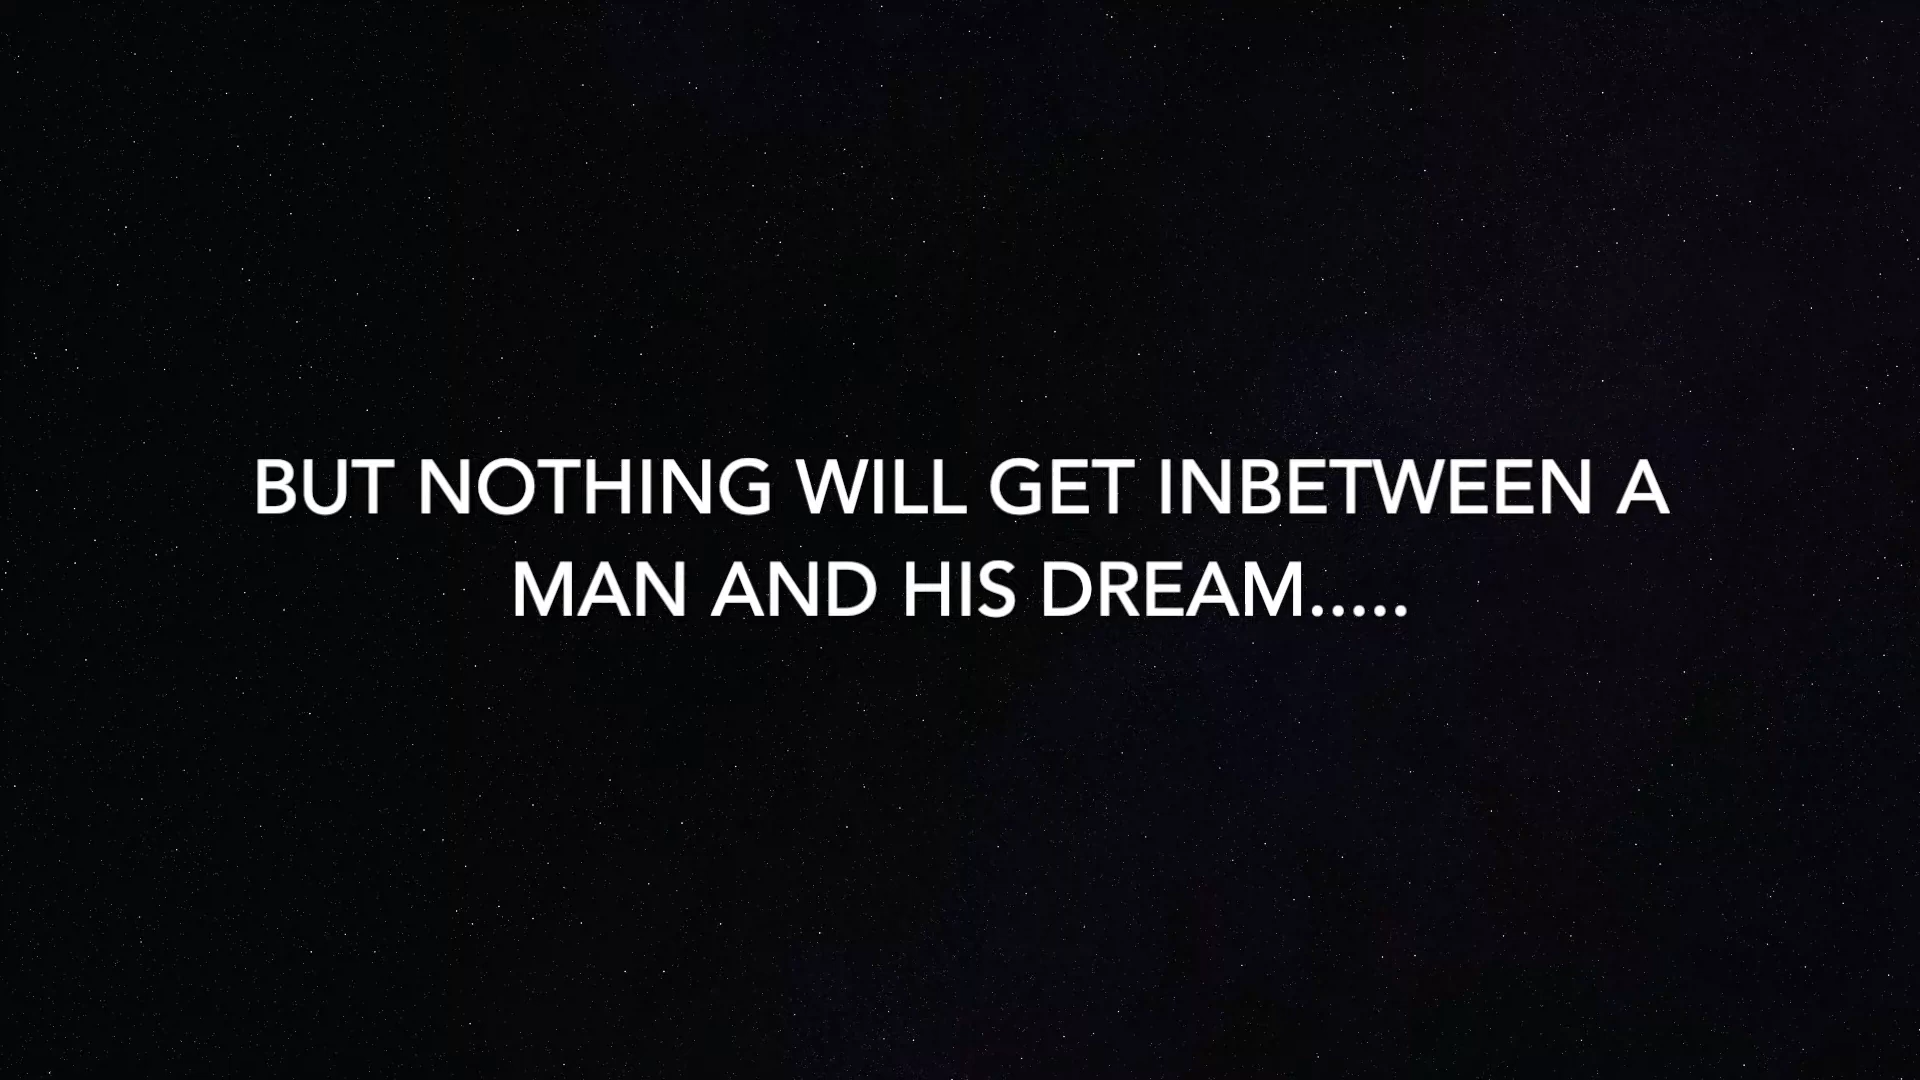 BUT NOTHING WILL GET INBETWEEN A
MAN AND HIS DREAM.....